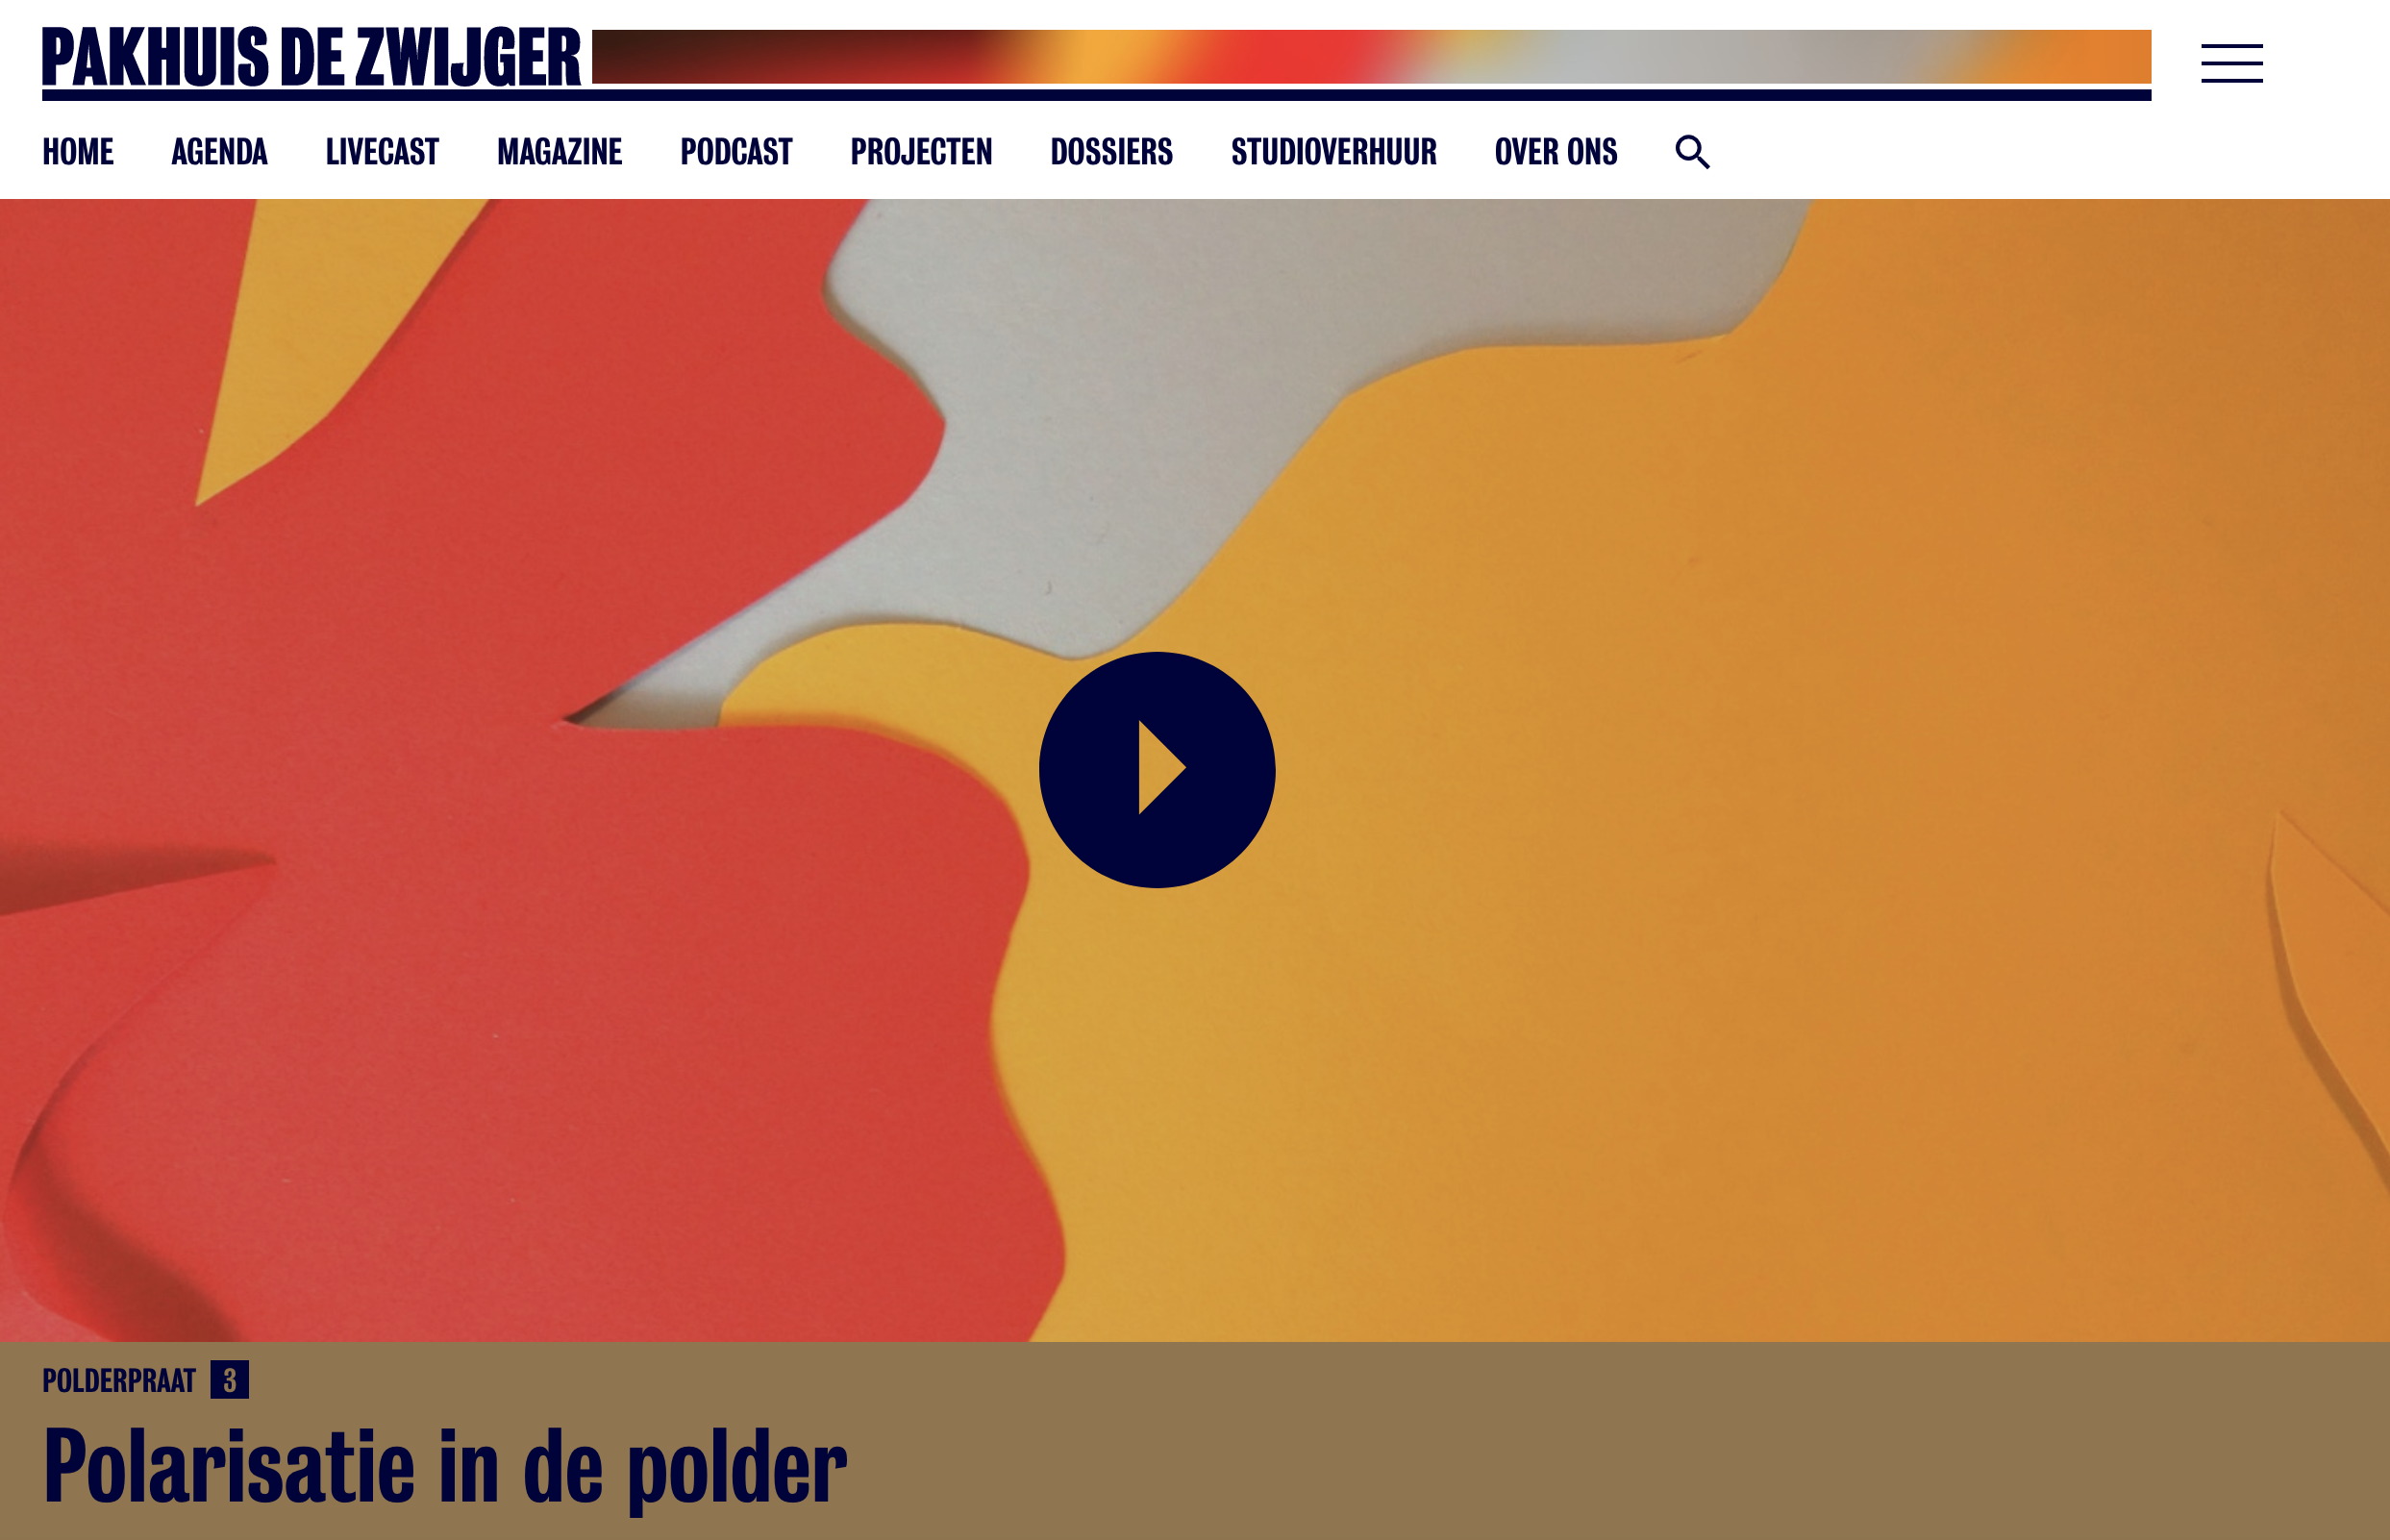 PAKHUIS DE ZWIJGER
HOME AGENDA LIVECAST MAGAZINE PODCAST PROJECTEN DOSSIERS STUDIOVERHUUR OVER ONS
POLDERPRAAT 3
Polarisatie in de polder